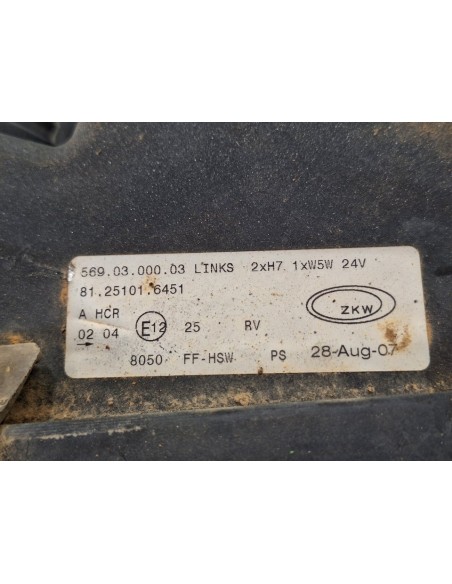 569.03.000.03 LINKS 2xH7 1xW5W 24V
81.25101.6451
ZKW
A HCR
02 04 E12 25 RV
→
8050 FF-HSW PS 28-Aug-07